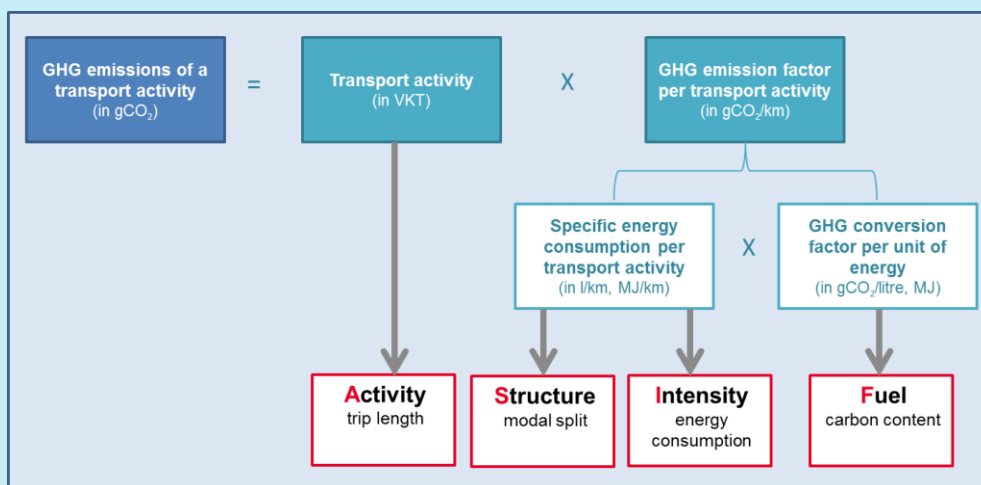 GHG emissions of a
transport activity
(in gCO₂)
=
Transport activity
(in VKT)
X
GHG emission factor
per transport activity
(in gCO₂/km)
Specific energy
consumption per
transport activity
(in l/km, MJ/km)
X
GHG conversion
factor per unit of
energy
(in gCO₂/litre, MJ)
Activity
trip length
Structure
modal split
Intensity
energy
consumption
Fuel
carbon content